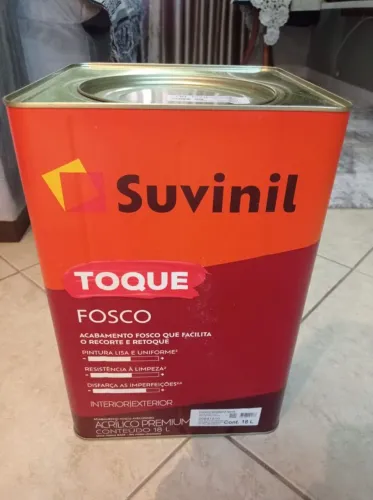 Suvinil
TOQUE
FOSCO
ACABAMENTO FOSCO QUE FACILITA
O RECORTE E RETOQUE
PINTURA LISA E UNIFORME*
- +
RESISTÊNCIA À LIMPEZA*
- +
DISFARÇA AS IMPERFEIÇÕES**
- +
INTERIOR|EXTERIOR
ACRÍLICO PREMIUM
CONTEÚDO 18 L
Cont. 18 L